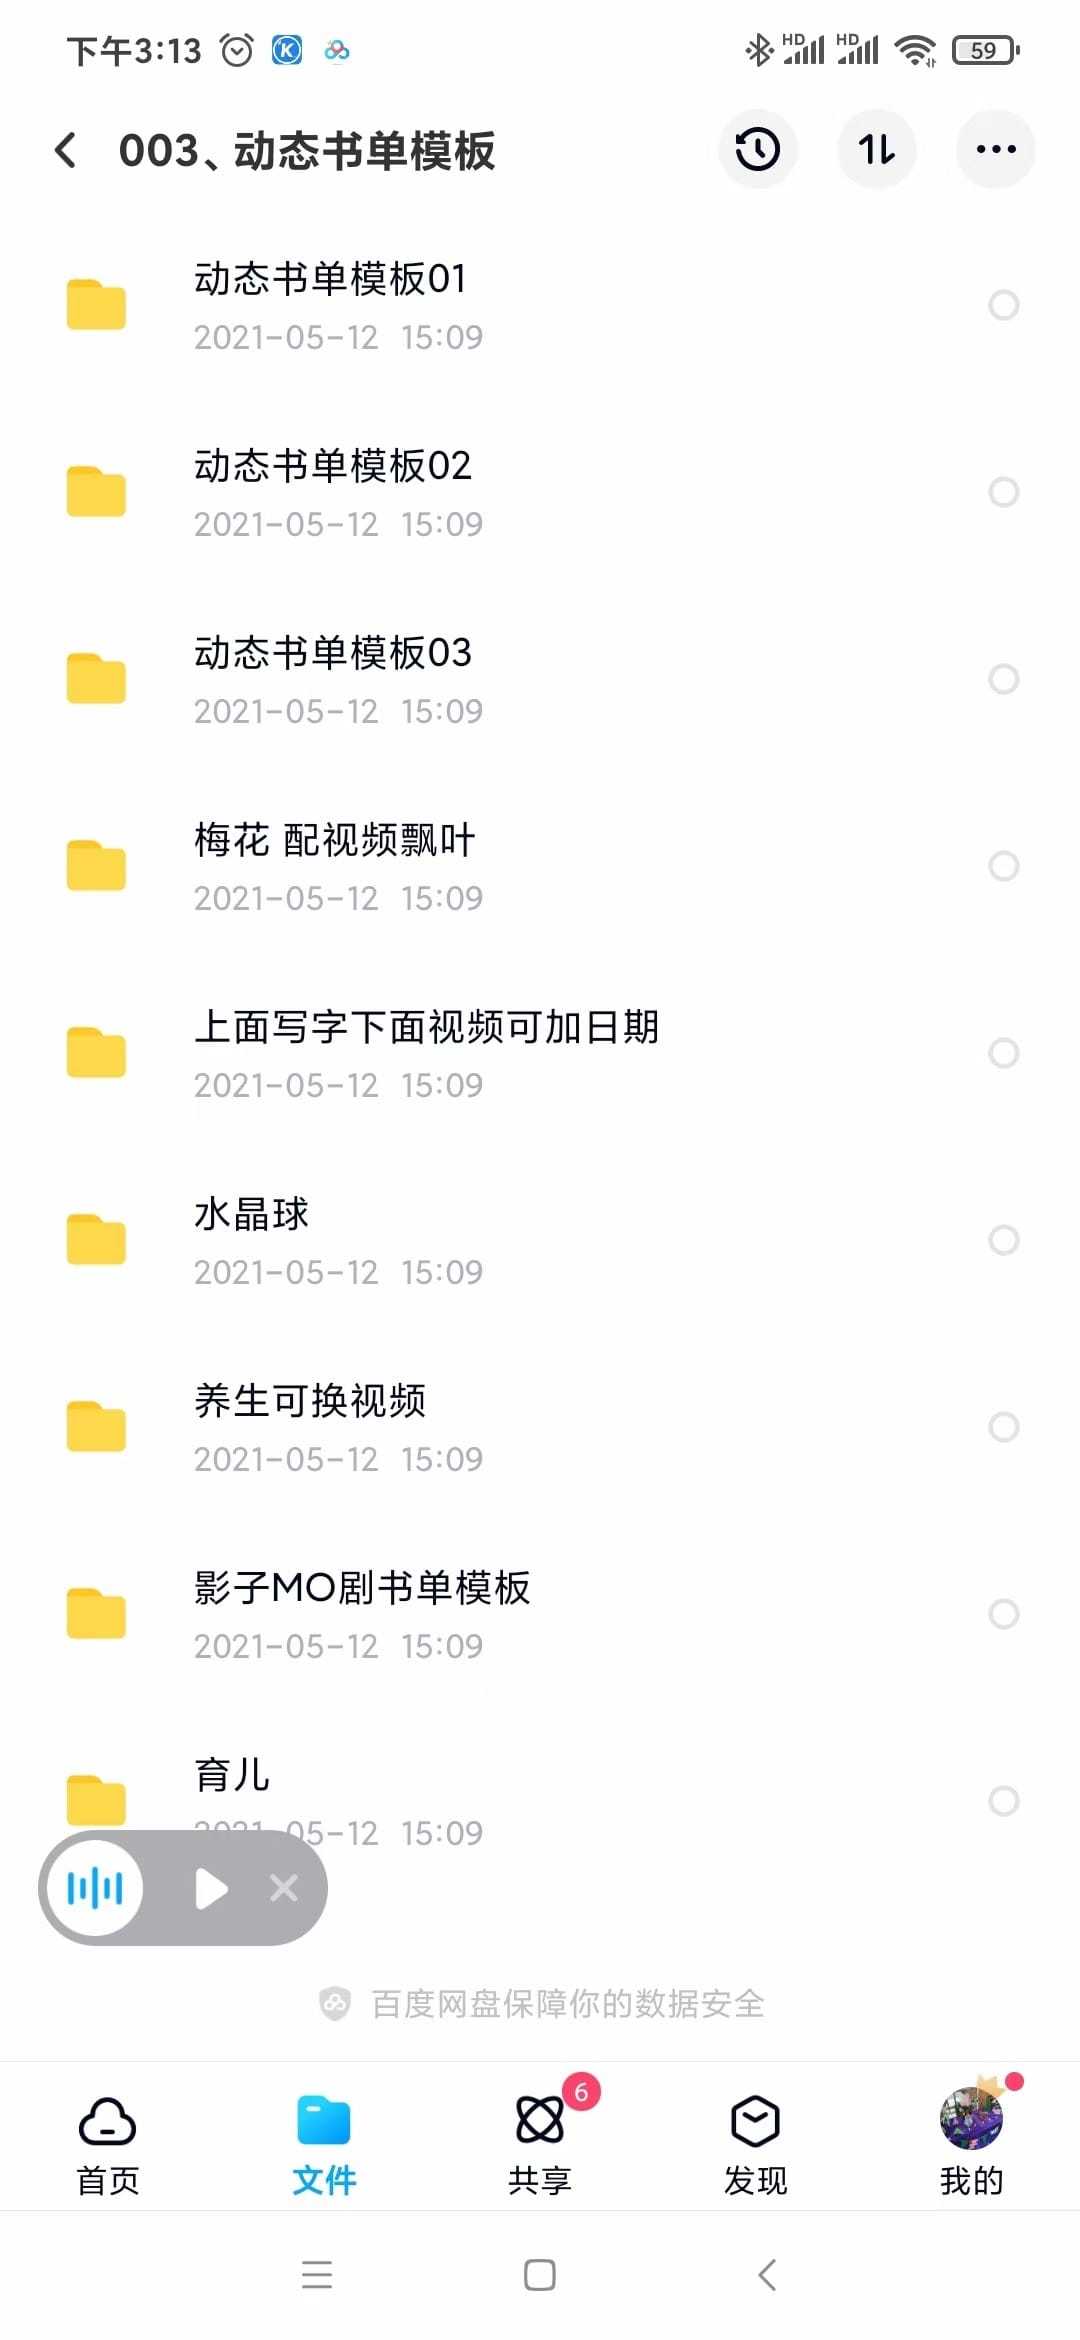 下午3:13
HD HD 59
003、动态书单模板
动态书单模板01
2021-05-12 15:09
动态书单模板02
2021-05-12 15:09
动态书单模板03
2021-05-12 15:09
梅花 配视频飘叶
2021-05-12 15:09
上面写字下面视频可加日期
2021-05-12 15:09
水晶球
2021-05-12 15:09
养生可换视频
2021-05-12 15:09
影子MO剧书单模板
2021-05-12 15:09
育儿
2021-05-12 15:09
百度网盘保障你的数据安全
6
首页 文件 共享 发现 我的